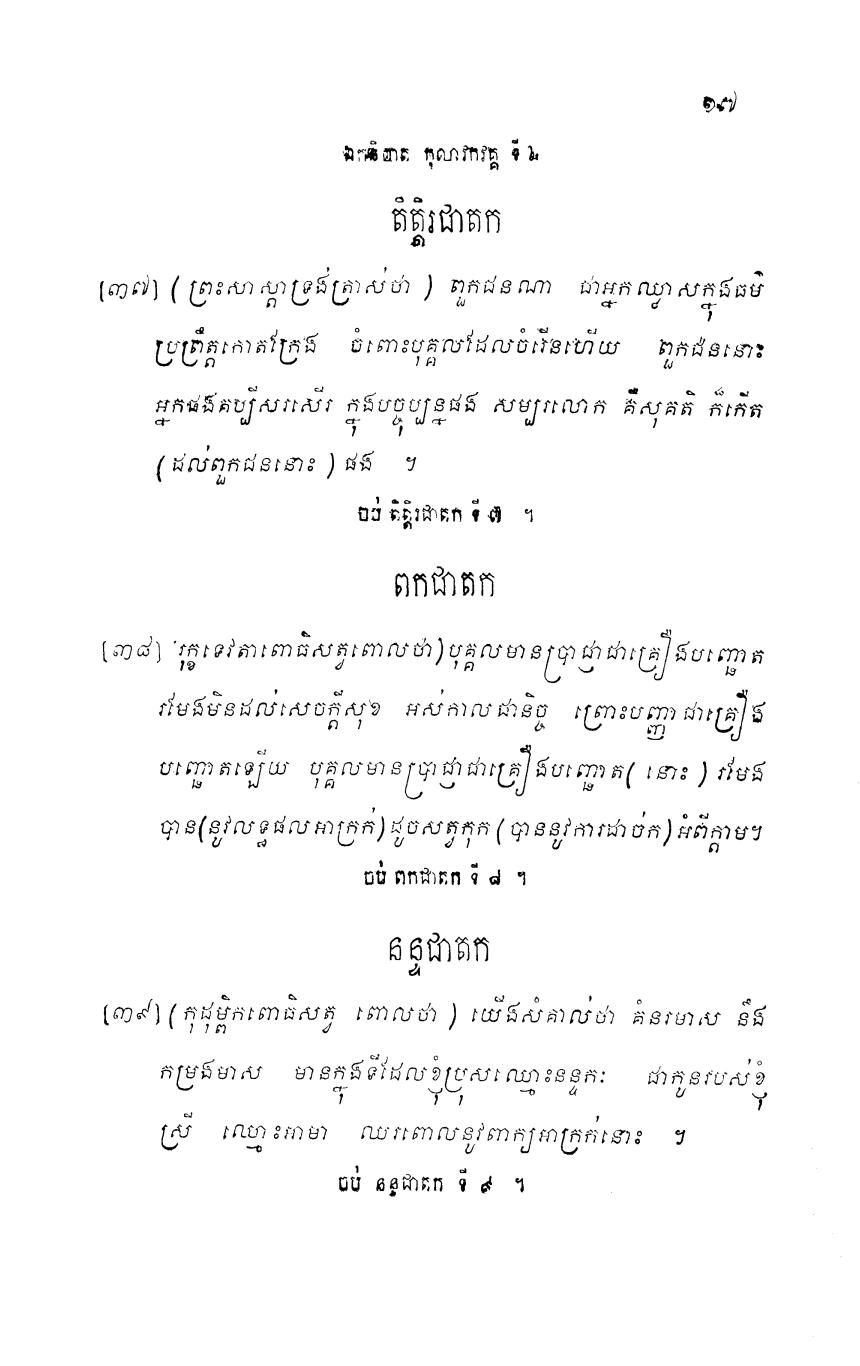 ១៧
ឯកនិបាត កុលាវកវគ្គ ទី ៤
តិត្តិរជាតក
[៣៧] ( ព្រះសាស្តាទ្រង់ត្រាស់ថា ) ពួកជនណា ជាអ្នកឈ្លាសក្នុងធម៌
ប្រព្រឹត្តកោតក្រែង ចំពោះបុគ្គលដែលចំរើនហើយ ពួកជននោះ
អ្នកផងតប្បីសរសើរ ក្នុងបច្ចុប្បន្នផង សម្បរលោក គឺសុគតិ ក៏កើត
( ដល់ពួកជននោះ ) ផង ។
ចប់ តិត្តិរជាតក ទី ៧ ។
ពកជាតក
[៣៨] (រុក្ខទេវតាពោធិសត្វពោលថា) បុគ្គលមានប្រាជ្ញាជាគ្រឿងបញ្ឆោត
រមែងមិនដល់សេចក្តីសុខ អស់កាលជានិច្ច ព្រោះបញ្ញាជាគ្រឿង
បញ្ឆោតឡើយ បុគ្គលមានប្រាជ្ញាជាគ្រឿងបញ្ឆោត ( នោះ ) រមែង
បាន (នូវលទ្ធផលអាក្រក់) ដូចសត្វកុក ( បាននូវការដាច់ក ) អំពីក្តាម។
ចប់ ពកជាតក ទី ៨ ។
នន្ទជាតក
[៣៩] ( កុដុម្ពិកពោធិសត្វ ពោលថា ) យើងសំគាល់ថា គំនរមាស នឹង
កម្រងមាស មានក្នុងទីដែលខ្ញុំប្រុសឈ្មោះនន្ទកៈ ជាកូនរបស់ខ្ញុំ
ស្រី ឈ្មោះអាមា ឈរពោលនូវពាក្យអាក្រក់នោះ ។
ចប់ នន្ទជាតក ទី ៩ ។